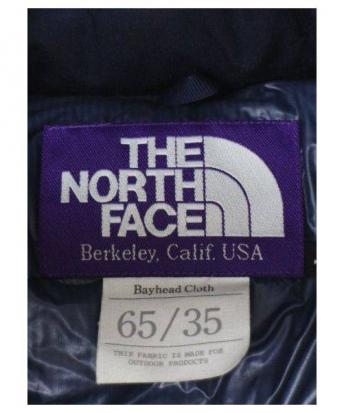 THE
NORTH
FACE
Berkeley, Calif. USA
Bayhead Cloth
65/35
THIS FABRIC IS MADE FOR
OUTDOOR PRODUCTS